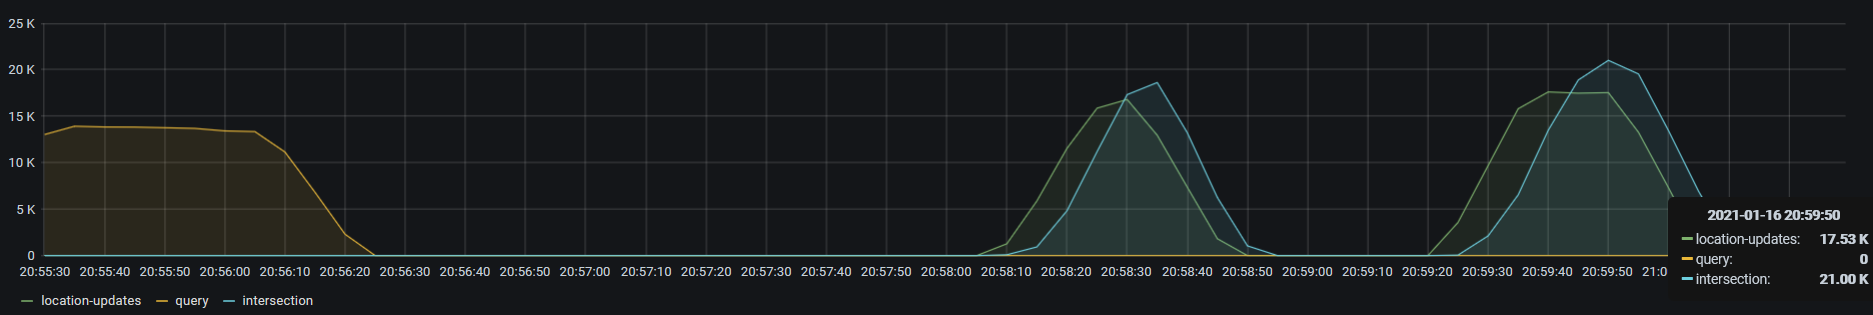 25 K
20 K
15 K
10 K
5 K
0
20:55:30 20:55:40 20:55:50 20:56:00 20:56:10 20:56:20 20:56:30 20:56:40 20:56:50 20:57:00 20:57:10 20:57:20 20:57:30 20:57:40 20:57:50 20:58:00 20:58:10 20:58:20 20:58:30 20:58:40 20:58:50 20:59:00 20:59:10 20:59:20 20:59:30 20:59:40 20:59:50 21:0
location-updates query intersection
2021-01-16 20:59:50
location-updates: 17.53 K
query: 0
intersection: 21.00 K